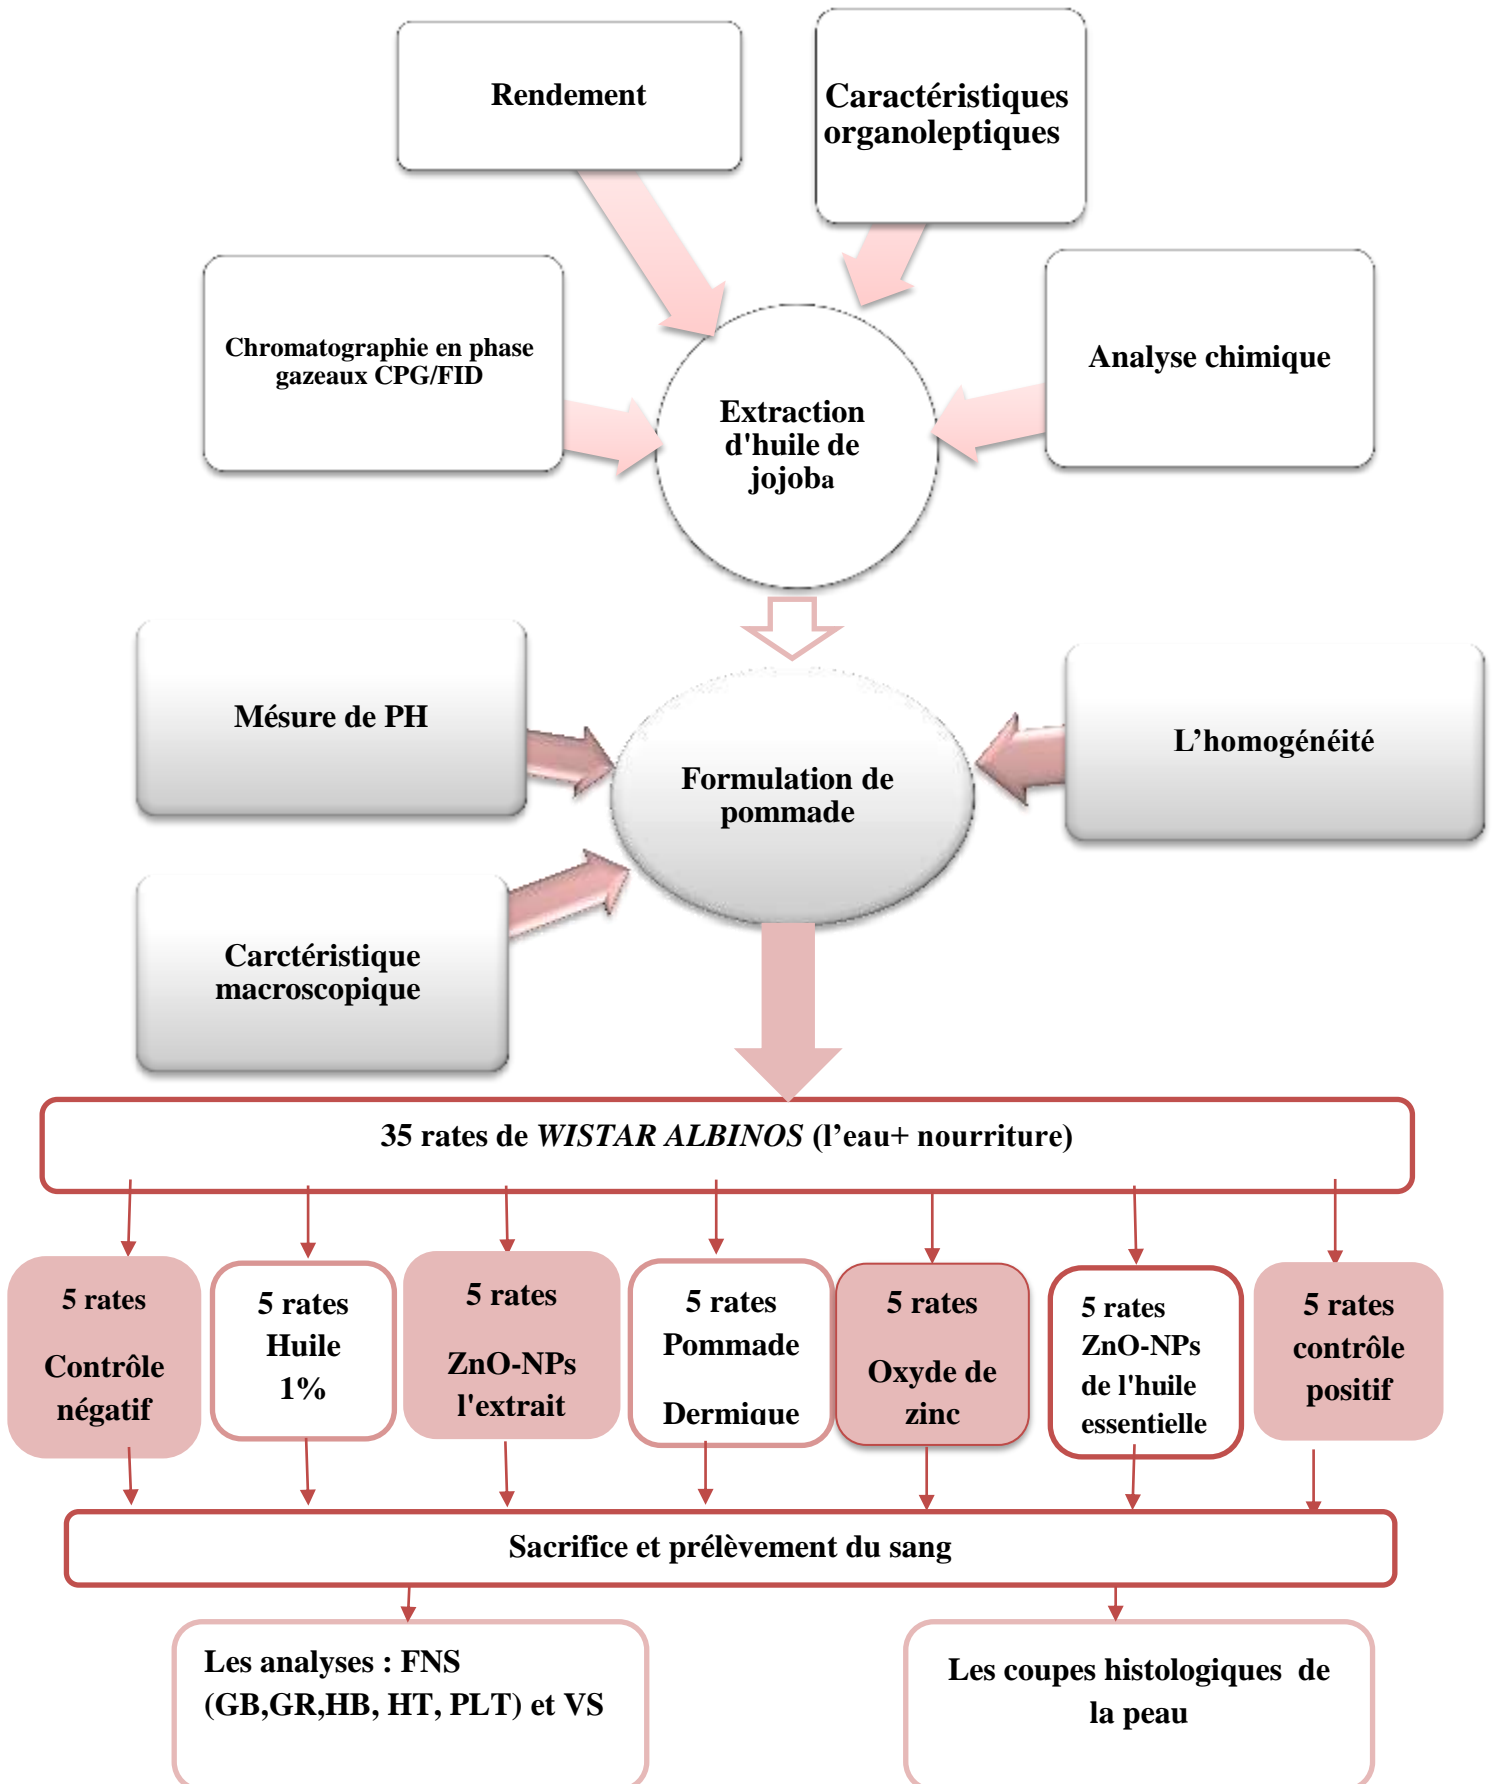 Rendement
Caractéristiques
organoleptiques
Chromatographie en phase
gazeaux CPG/FID
Analyse chimique
Extraction
d'huile de
jojoba
Mésure de PH
L’homogénéité
Formulation de
pommade
Carctéristique
macroscopique
35 rates de WISTAR ALBINOS (l’eau+ nourriture)
5 rates
Contrôle
négatif
5 rates
Huile
1%
5 rates
ZnO-NPs
l'extrait
5 rates
Pommade
Dermique
5 rates
Oxyde de
zinc
5 rates
ZnO-NPs
de l'huile
essentielle
5 rates
contrôle
positif
Sacrifice et prélèvement du sang
Les analyses : FNS
(GB,GR,HB, HT, PLT) et VS
Les coupes histologiques de
la peau